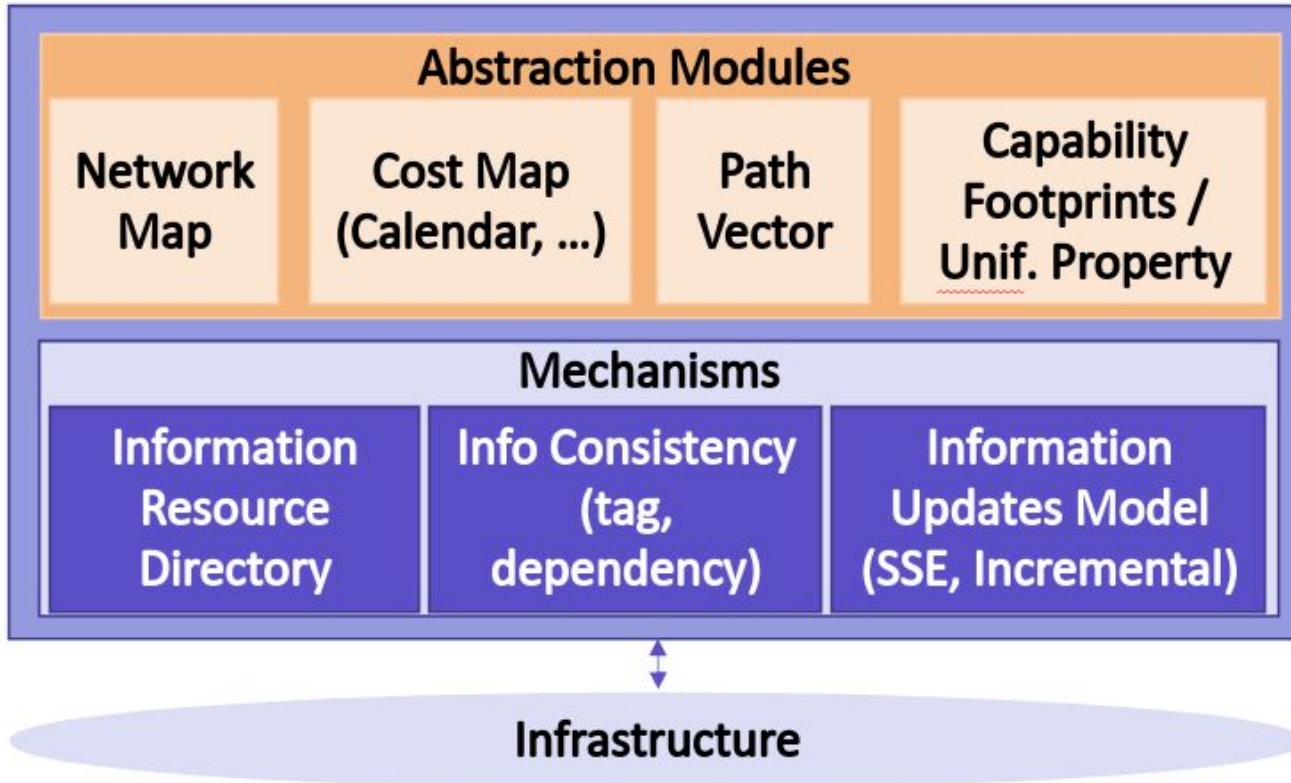 Abstraction Modules
Network
Map
Cost Map
(Calendar, ...)
Path
Vector
Capability
Footprints /
Unif. Property
Mechanisms
Information
Resource
Directory
Info Consistency
(tag,
dependency)
Information
Updates Model
(SSE, Incremental)
Infrastructure